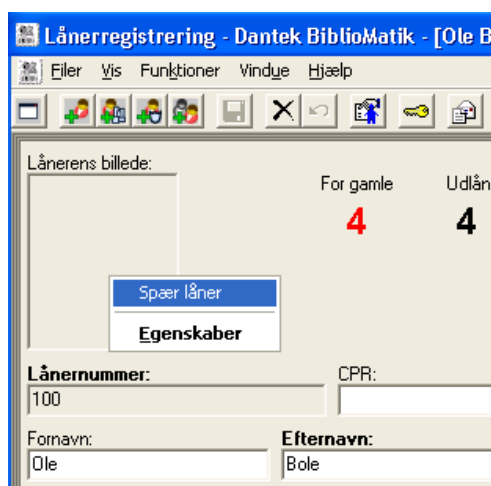 Lånerregistrering - Dantek BiblioMatik - [Ole B
Filer Vis Funktioner Vindue Hjælp
Lånerens billede:
For gamle Udlån
4 4
Spær låner
Egenskaber
Lånernummer: CPR:
100
Fornavn: Efternavn:
Ole Bole